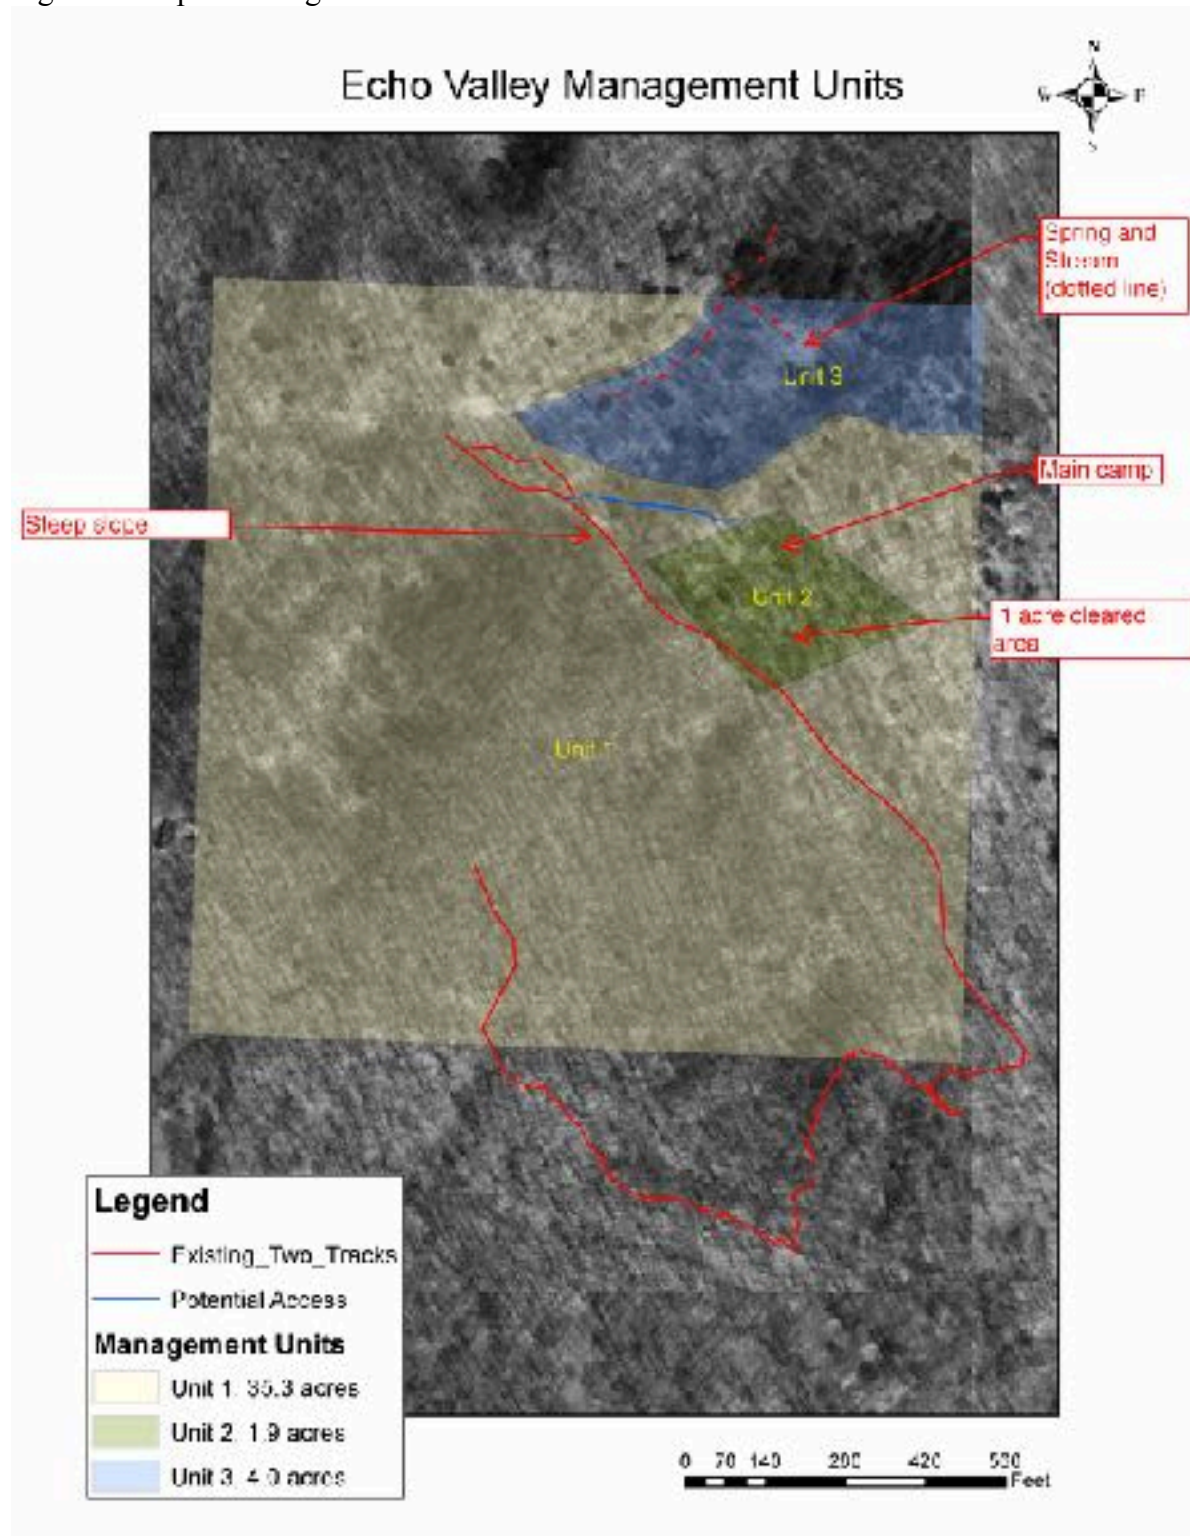 Echo Valley Management Units
N
S
Spring and
Stream
(dotted line)
Unit 3
Main camp
Steep slope
Unit 2
1 acre cleared
area
Unit 1
Legend
Existing_Two_Tracks
Potential Access
Management Units
Unit 1, 35.3 acres
Unit 2, 1.9 acres
Unit 3, 4.0 acres
0 70 140 280 420 560
Feet